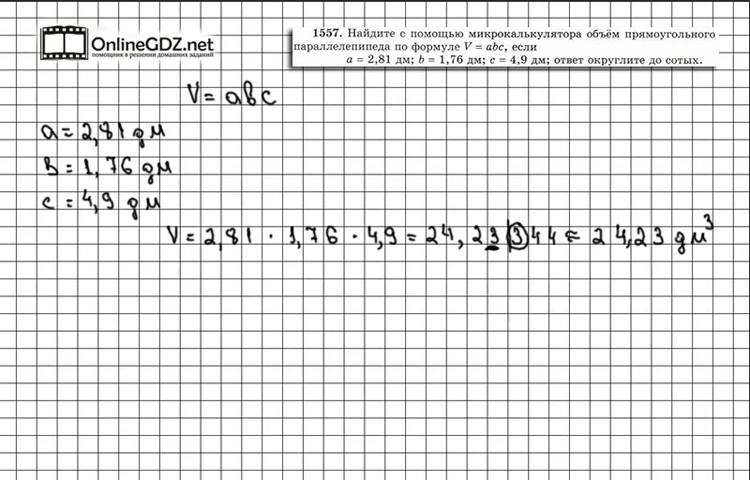 OnlineGDZ.net
помощник в решении домашних заданий
1557. Найдите с помощью микрокалькулятора объём прямоугольного
параллелепипеда по формуле V = abc, если
a = 2,81 дм; b = 1,76 дм; c = 4,9 дм; ответ округлите до сотых.
V = abc
a = 2,81 дм
b = 1,76 дм
c = 4,9 дм
V = 2,81 · 1,76 · 4,9 = 24,23|344 ≈ 24,23 дм³